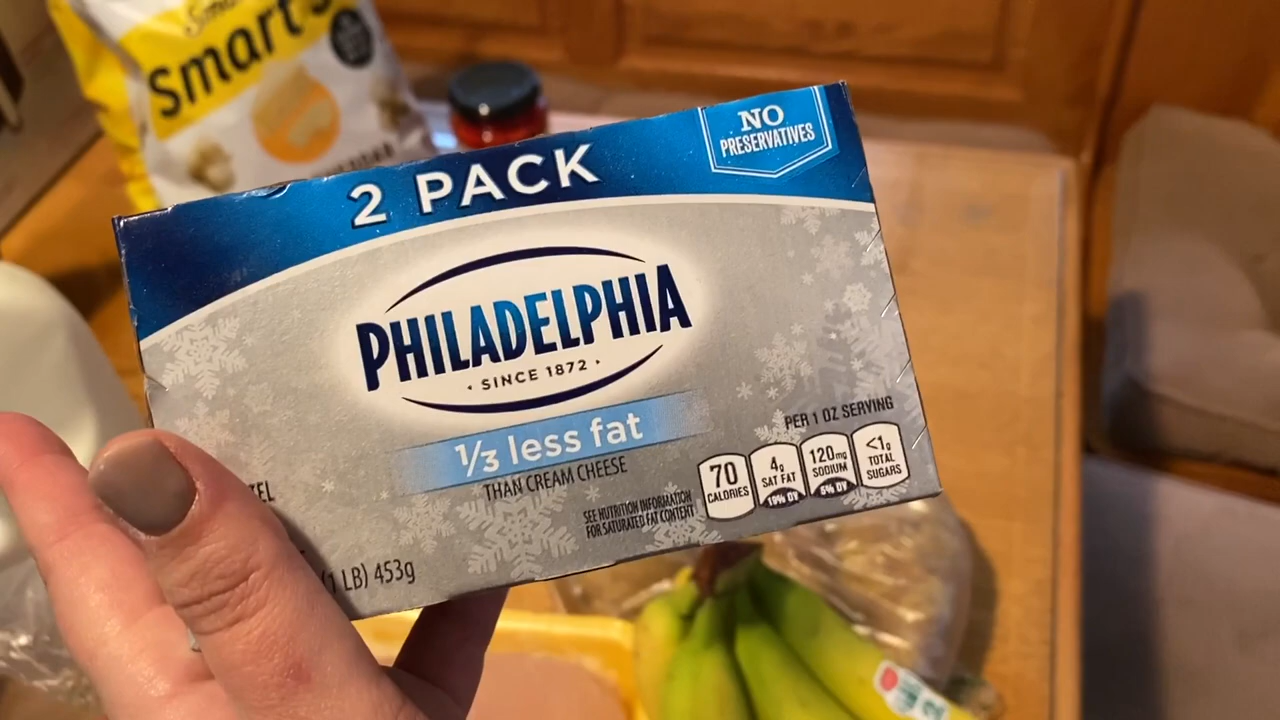 Smart
2 PACK
NO
PRESERVATIVES
PHILADELPHIA
• SINCE 1872 •
1/3 less fat
THAN CREAM CHEESE
PER 1 OZ SERVING
70
CALORIES
4g
SAT FAT
19% DV
120mg
SODIUM
5% DV
<1g
TOTAL
SUGARS
SEE NUTRITION INFORMATION
FOR SATURATED FAT CONTENT
(1 LB) 453g